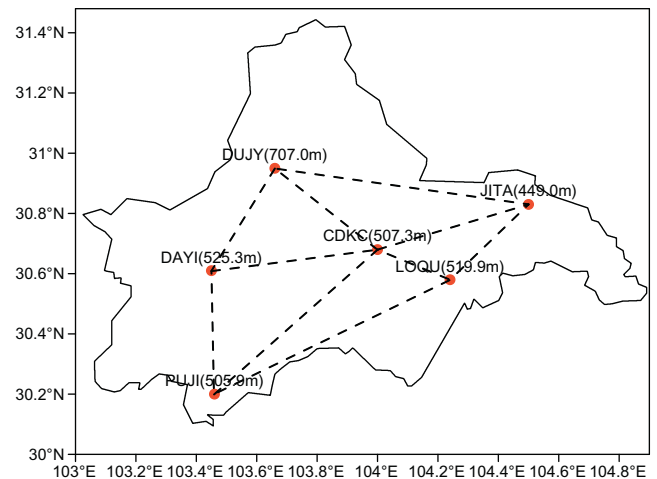 31.4°N
31.2°N
31°N
30.8°N
30.6°N
30.4°N
30.2°N
30°N
DUJY(707.0m)
JITA(449.0m)
CDKC(507.3m)
DAYI(525.3m)
LOQU(519.9m)
PUJI(505.9m)
103°E 103.2°E 103.4°E 103.6°E 103.8°E 104°E 104.2°E 104.4°E 104.6°E 104.8°E